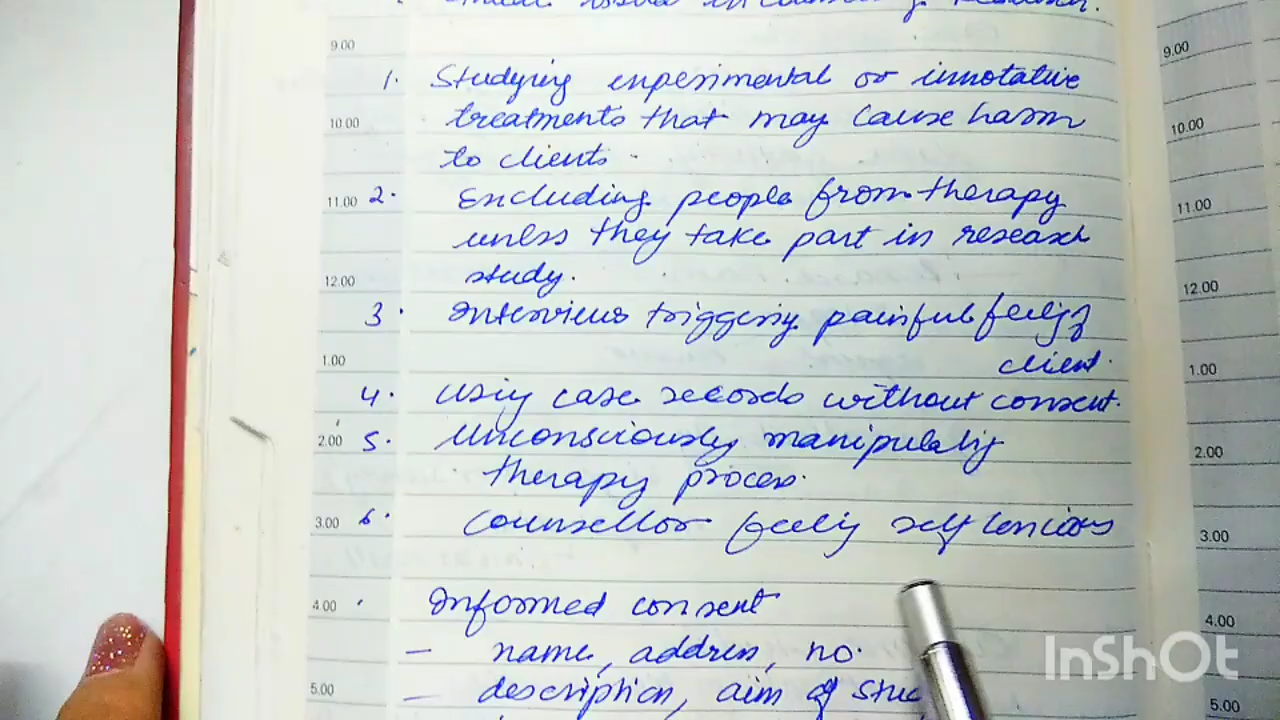 9.00
1. Studying experimental or innotative
10.00 treatments that may cause harm
to clients.
11.00 2. Excluding people from therapy
unless they take part in research
12.00 study.
3. Interviews triggering painful feelings
1.00 client.
4. Using case records without consent.
2.00 5. Unconsciously manipulating
therapy process.
3.00 6. Counsellor feeling self conscious
4.00 Informed consent
- name, address, no.
5.00 - description, aim of
9.00
10.00
11.00
12.00
1.00
2.00
3.00
4.00
5.00
InShOt